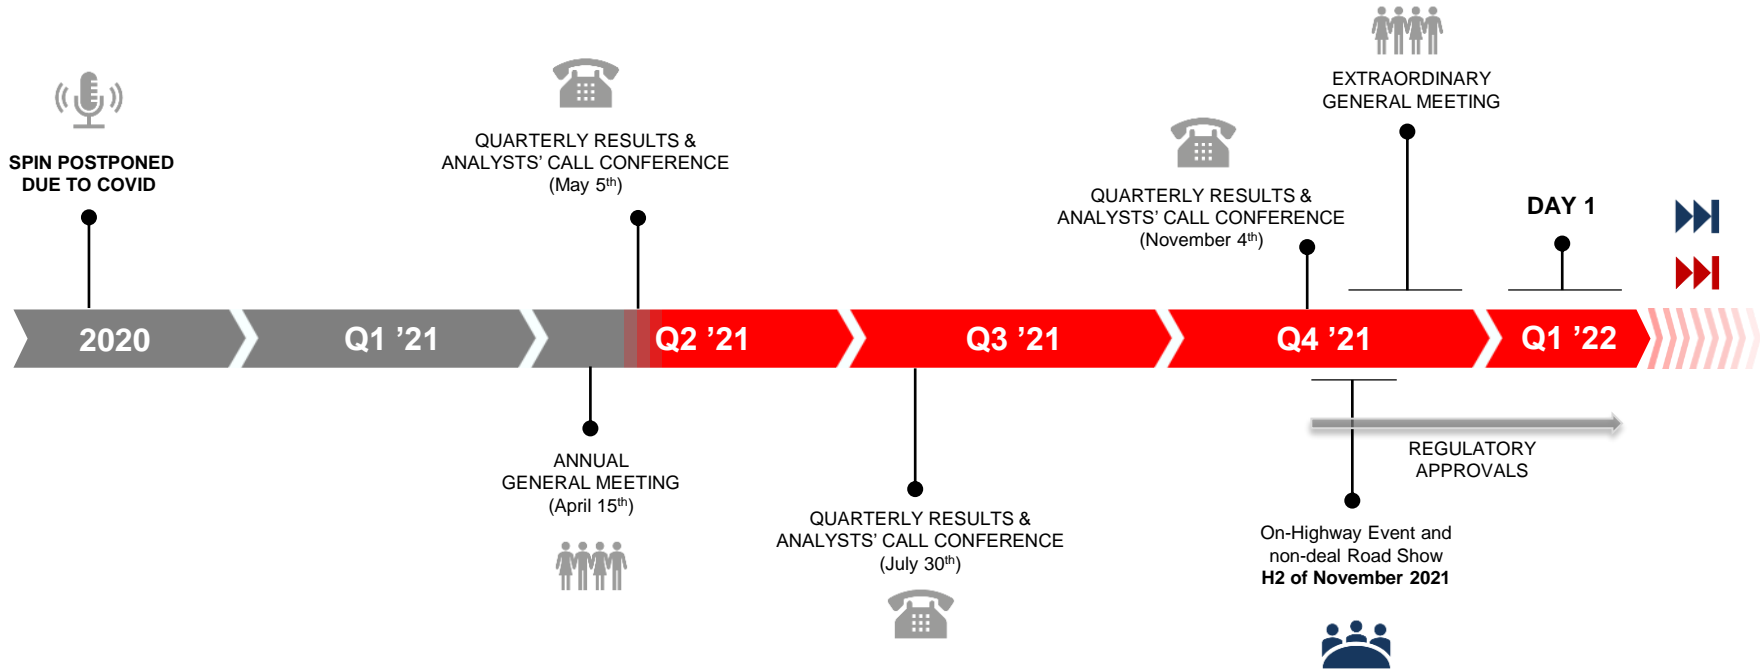 SPIN POSTPONED
DUE TO COVID
QUARTERLY RESULTS &
ANALYSTS' CALL CONFERENCE
(May 5th)
QUARTERLY RESULTS &
ANALYSTS' CALL CONFERENCE
(November 4th)
EXTRAORDINARY
GENERAL MEETING
DAY 1
2020
Q1 ’21
Q2 ’21
Q3 ’21
Q4 ’21
Q1 ’22
ANNUAL
GENERAL MEETING
(April 15th)
QUARTERLY RESULTS &
ANALYSTS' CALL CONFERENCE
(July 30th)
REGULATORY
APPROVALS
On-Highway Event and
non-deal Road Show
H2 of November 2021